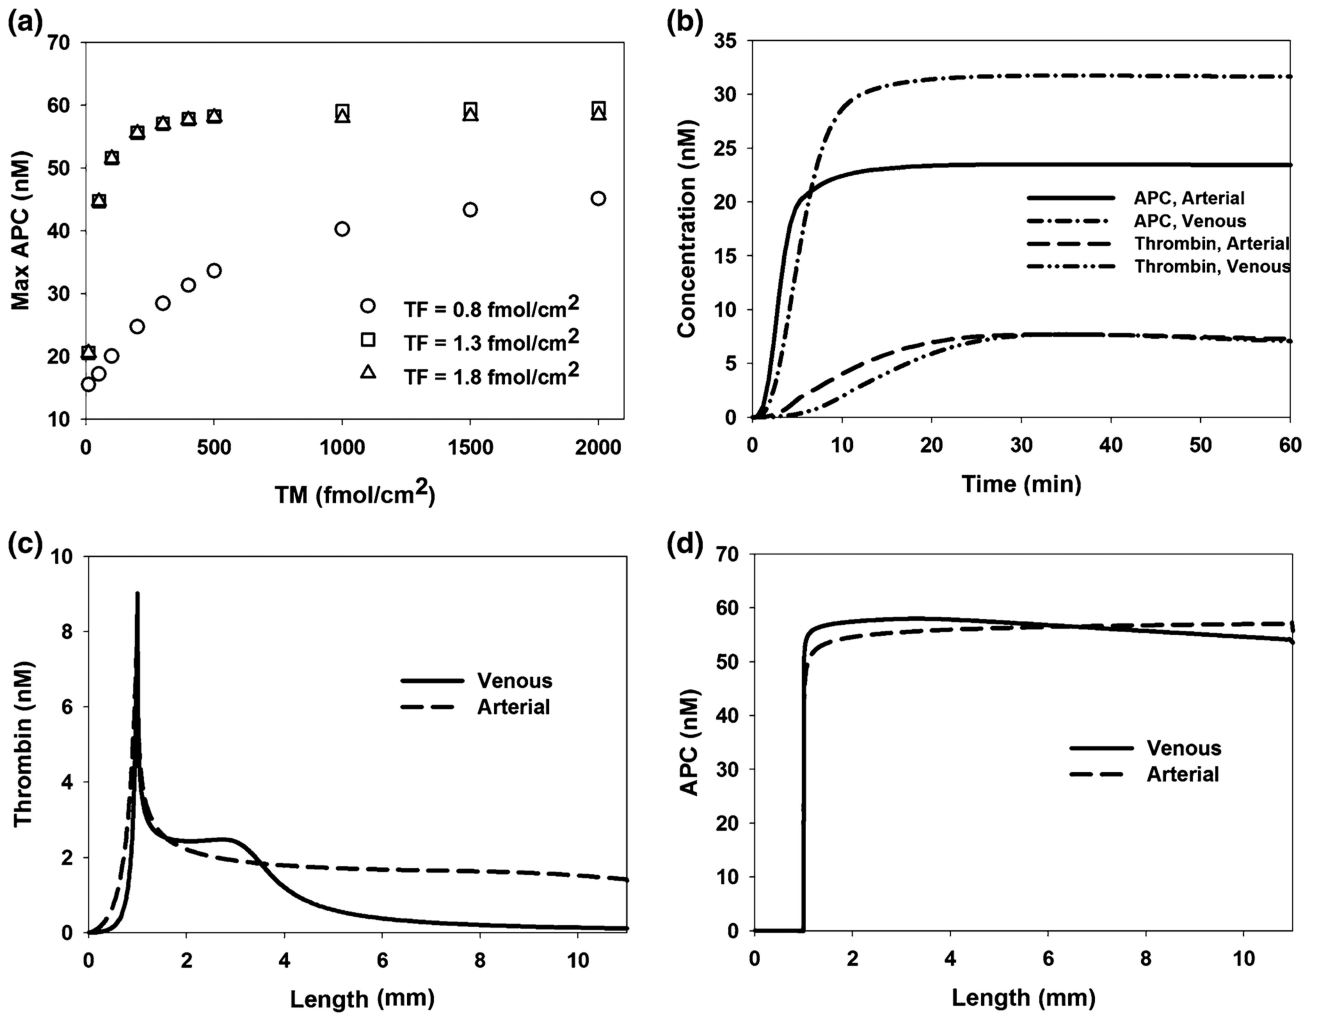 (a)
70
60
50
40
30
20
10
Max APC (nM)
TF = 0.8 fmol/cm2
TF = 1.3 fmol/cm2
TF = 1.8 fmol/cm2
0 500 1000 1500 2000
TM (fmol/cm2)
(b)
35
30
25
20
15
10
5
0
Concentration (nM)
APC, Arterial
APC, Venous
Thrombin, Arterial
Thrombin, Venous
0 10 20 30 40 50 60
Time (min)
(c)
10
8
6
4
2
0
Thrombin (nM)
Venous
Arterial
0 2 4 6 8 10
Length (mm)
(d)
70
60
50
40
30
20
10
0
APC (nM)
Venous
Arterial
0 2 4 6 8 10
Length (mm)